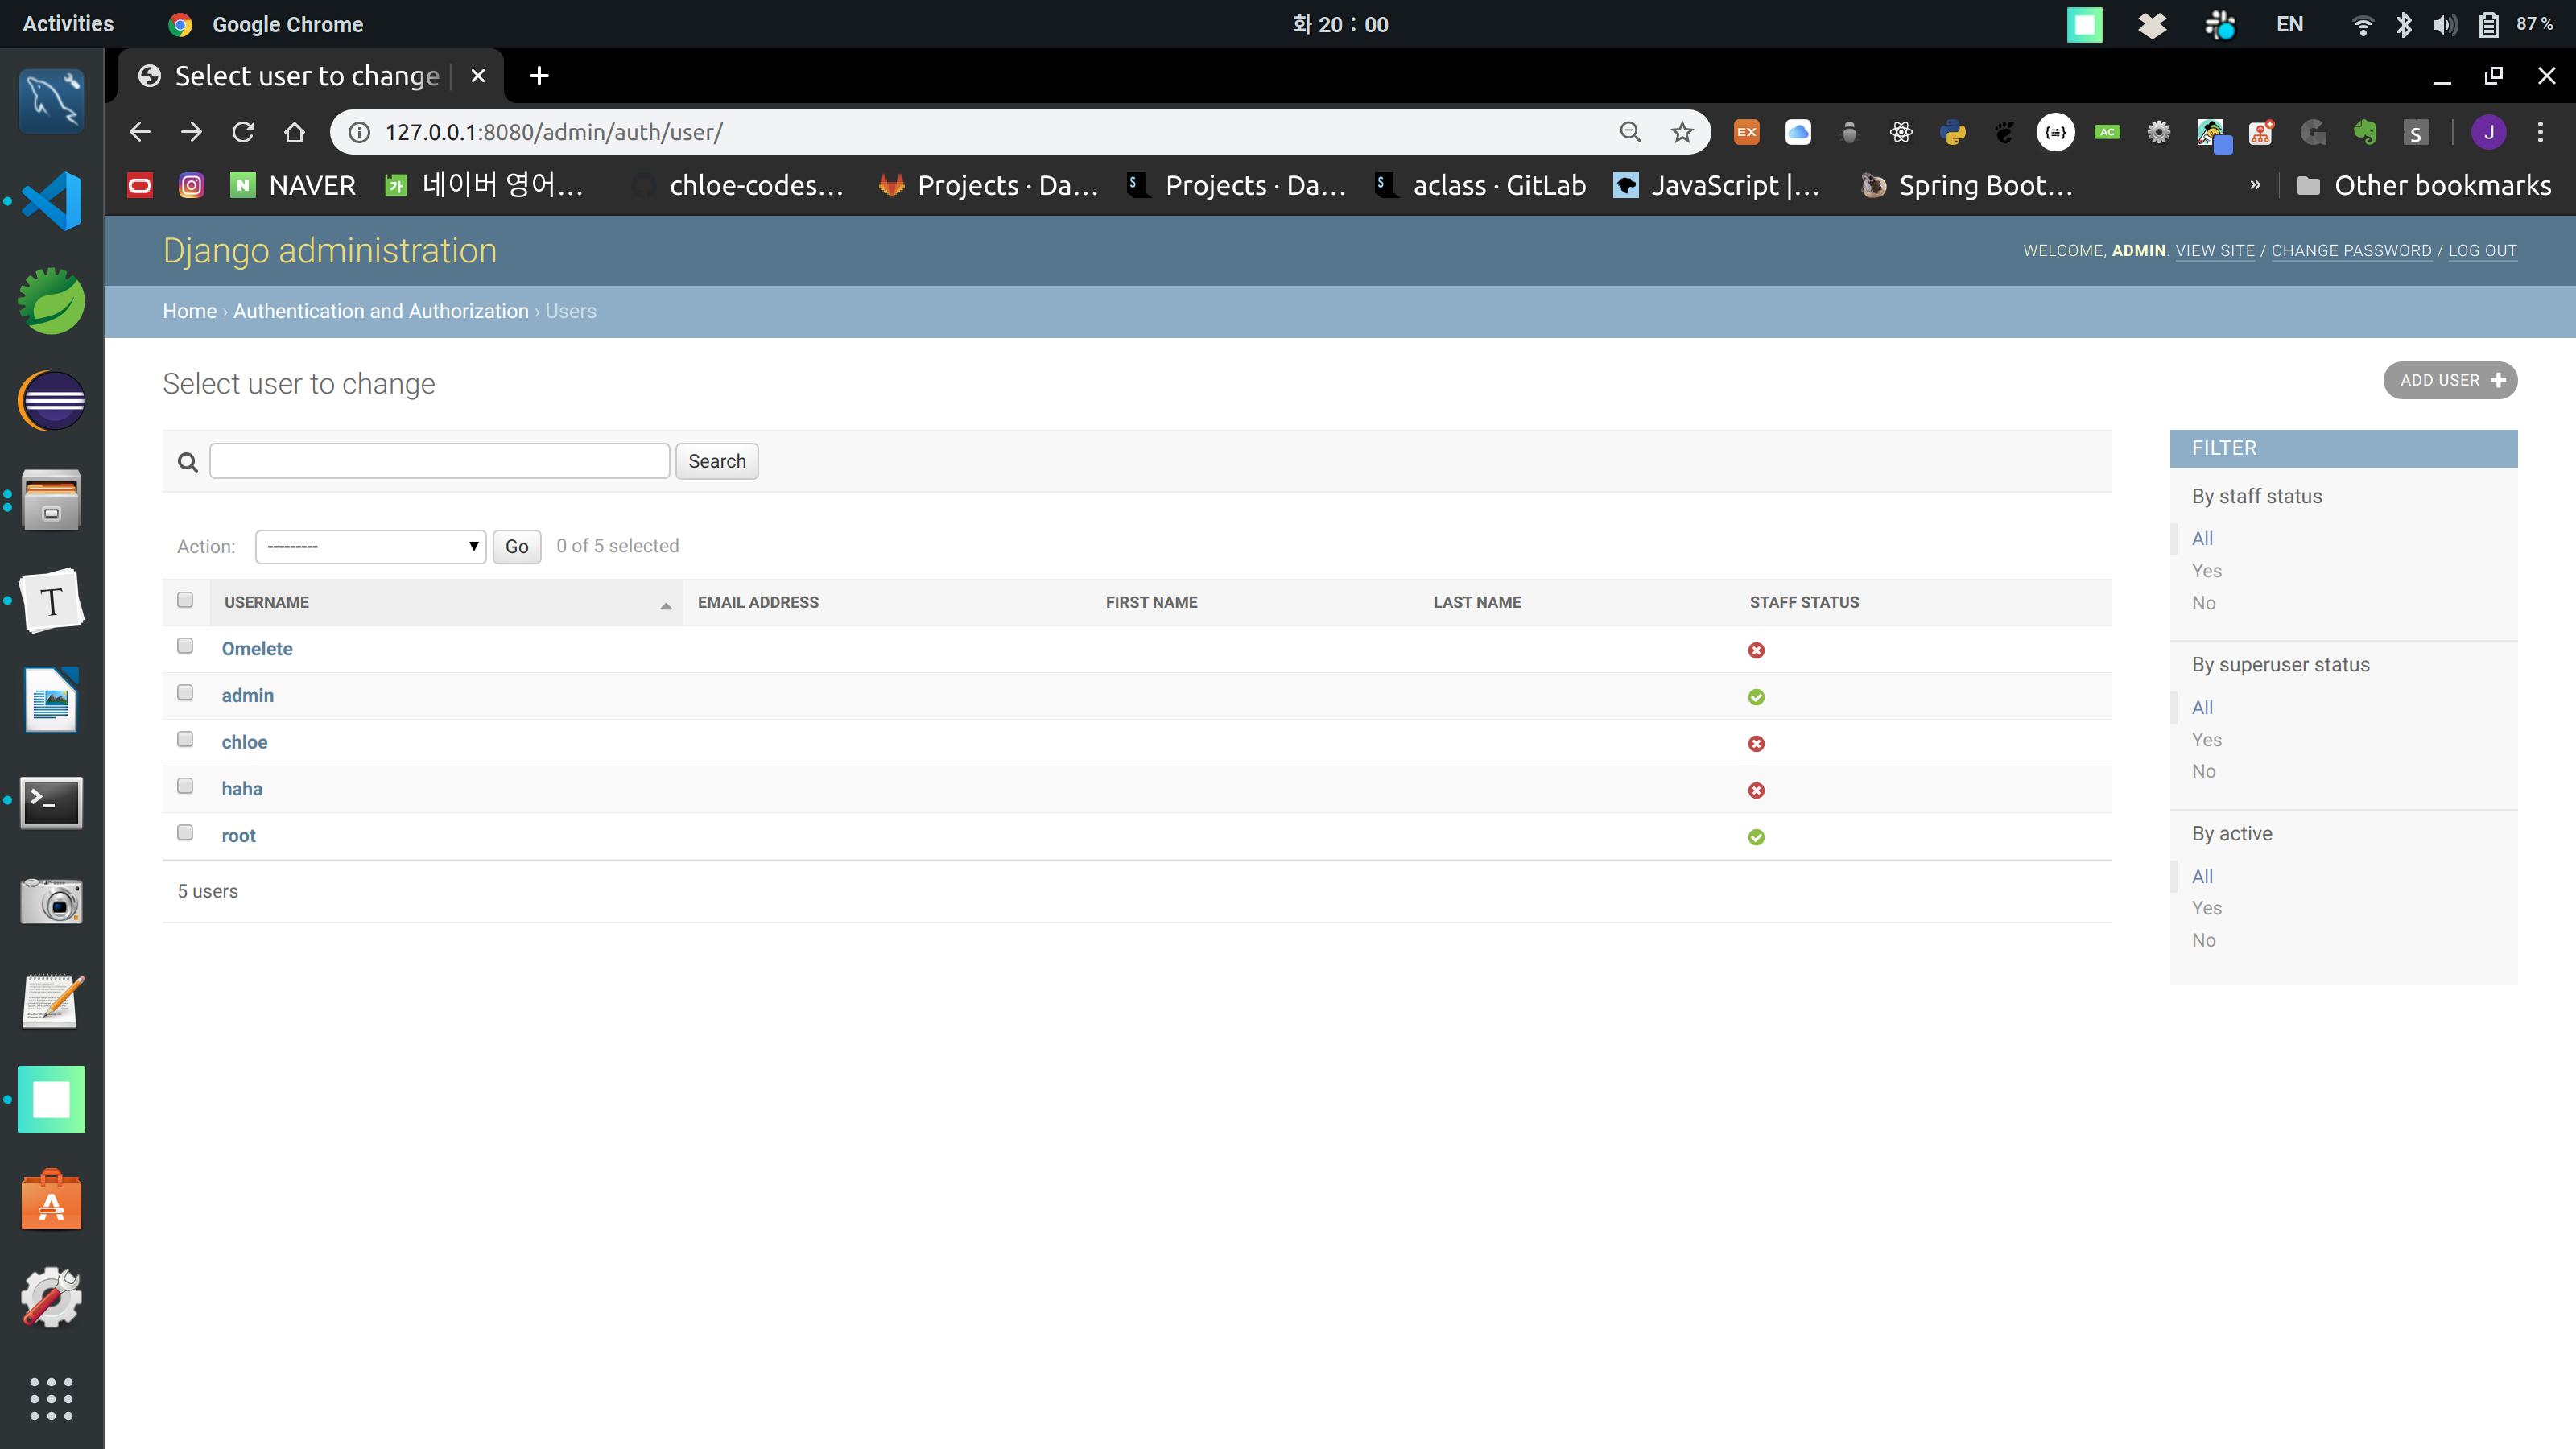 Activities Google Chrome 화 20 : 00 EN 87 %
Select user to change |
127.0.0.1:8080/admin/auth/user/
NAVER 네이버 영어... chloe-codes... Projects · Da... Projects · Da... aclass · GitLab JavaScript |... Spring Boot... » Other bookmarks
Django administration
WELCOME, ADMIN. VIEW SITE / CHANGE PASSWORD / LOG OUT
Home › Authentication and Authorization › Users
Select user to change
ADD USER
Search
Action: --------- Go 0 of 5 selected
USERNAME EMAIL ADDRESS FIRST NAME LAST NAME STAFF STATUS
Omelete
admin
chloe
haha
root
5 users
FILTER
By staff status
All
Yes
No
By superuser status
All
Yes
No
By active
All
Yes
No